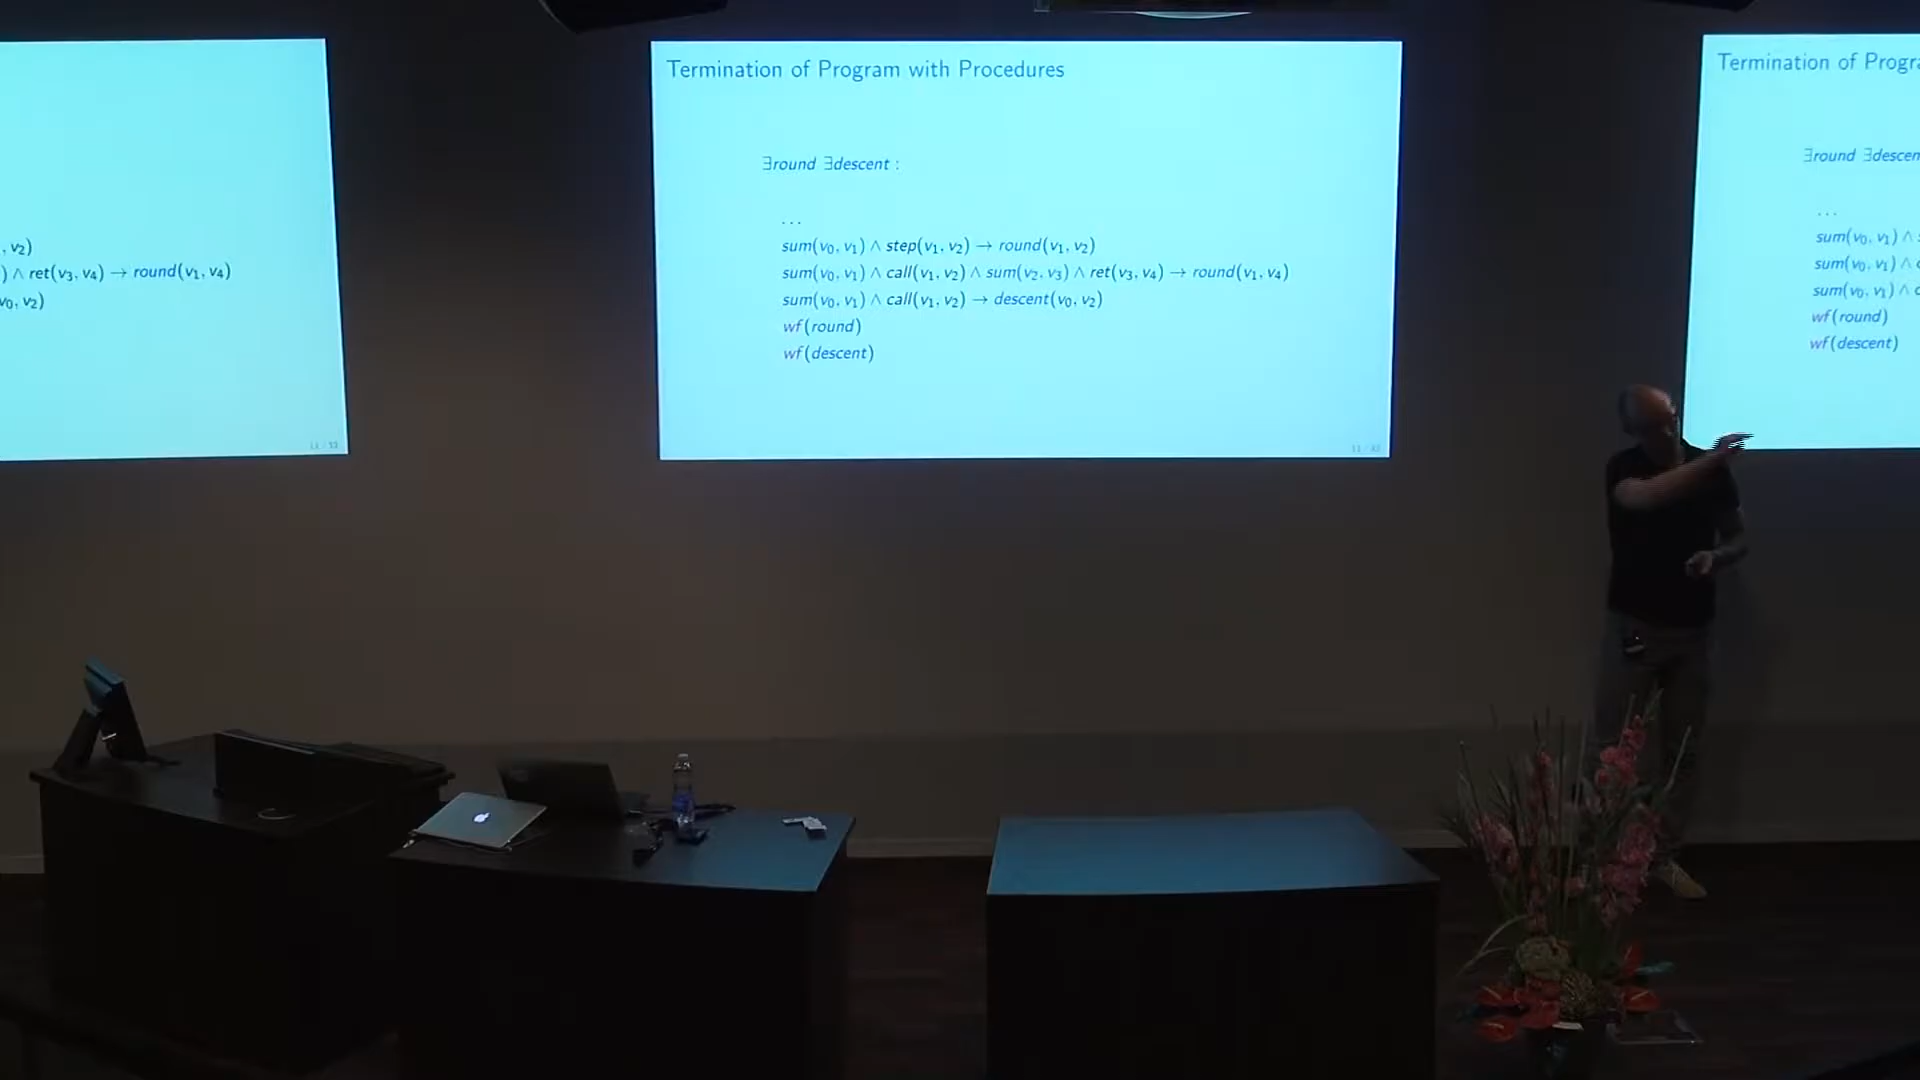 , v₂)
) ∧ ret(v₃, v₄) → round(v₁, v₄)
v₀, v₂)
Termination of Program with Procedures
∃round ∃descent :
...
sum(v₀, v₁) ∧ step(v₁, v₂) → round(v₁, v₂)
sum(v₀, v₁) ∧ call(v₁, v₂) ∧ sum(v₂, v₃) ∧ ret(v₃, v₄) → round(v₁, v₄)
sum(v₀, v₁) ∧ call(v₁, v₂) → descent(v₀, v₂)
wf(round)
wf(descent)
Termination of Progra
∃round ∃descen
...
sum(v₀, v₁) ∧
sum(v₀, v₁) ∧
sum(v₀, v₁) ∧
wf(round)
wf(descent)